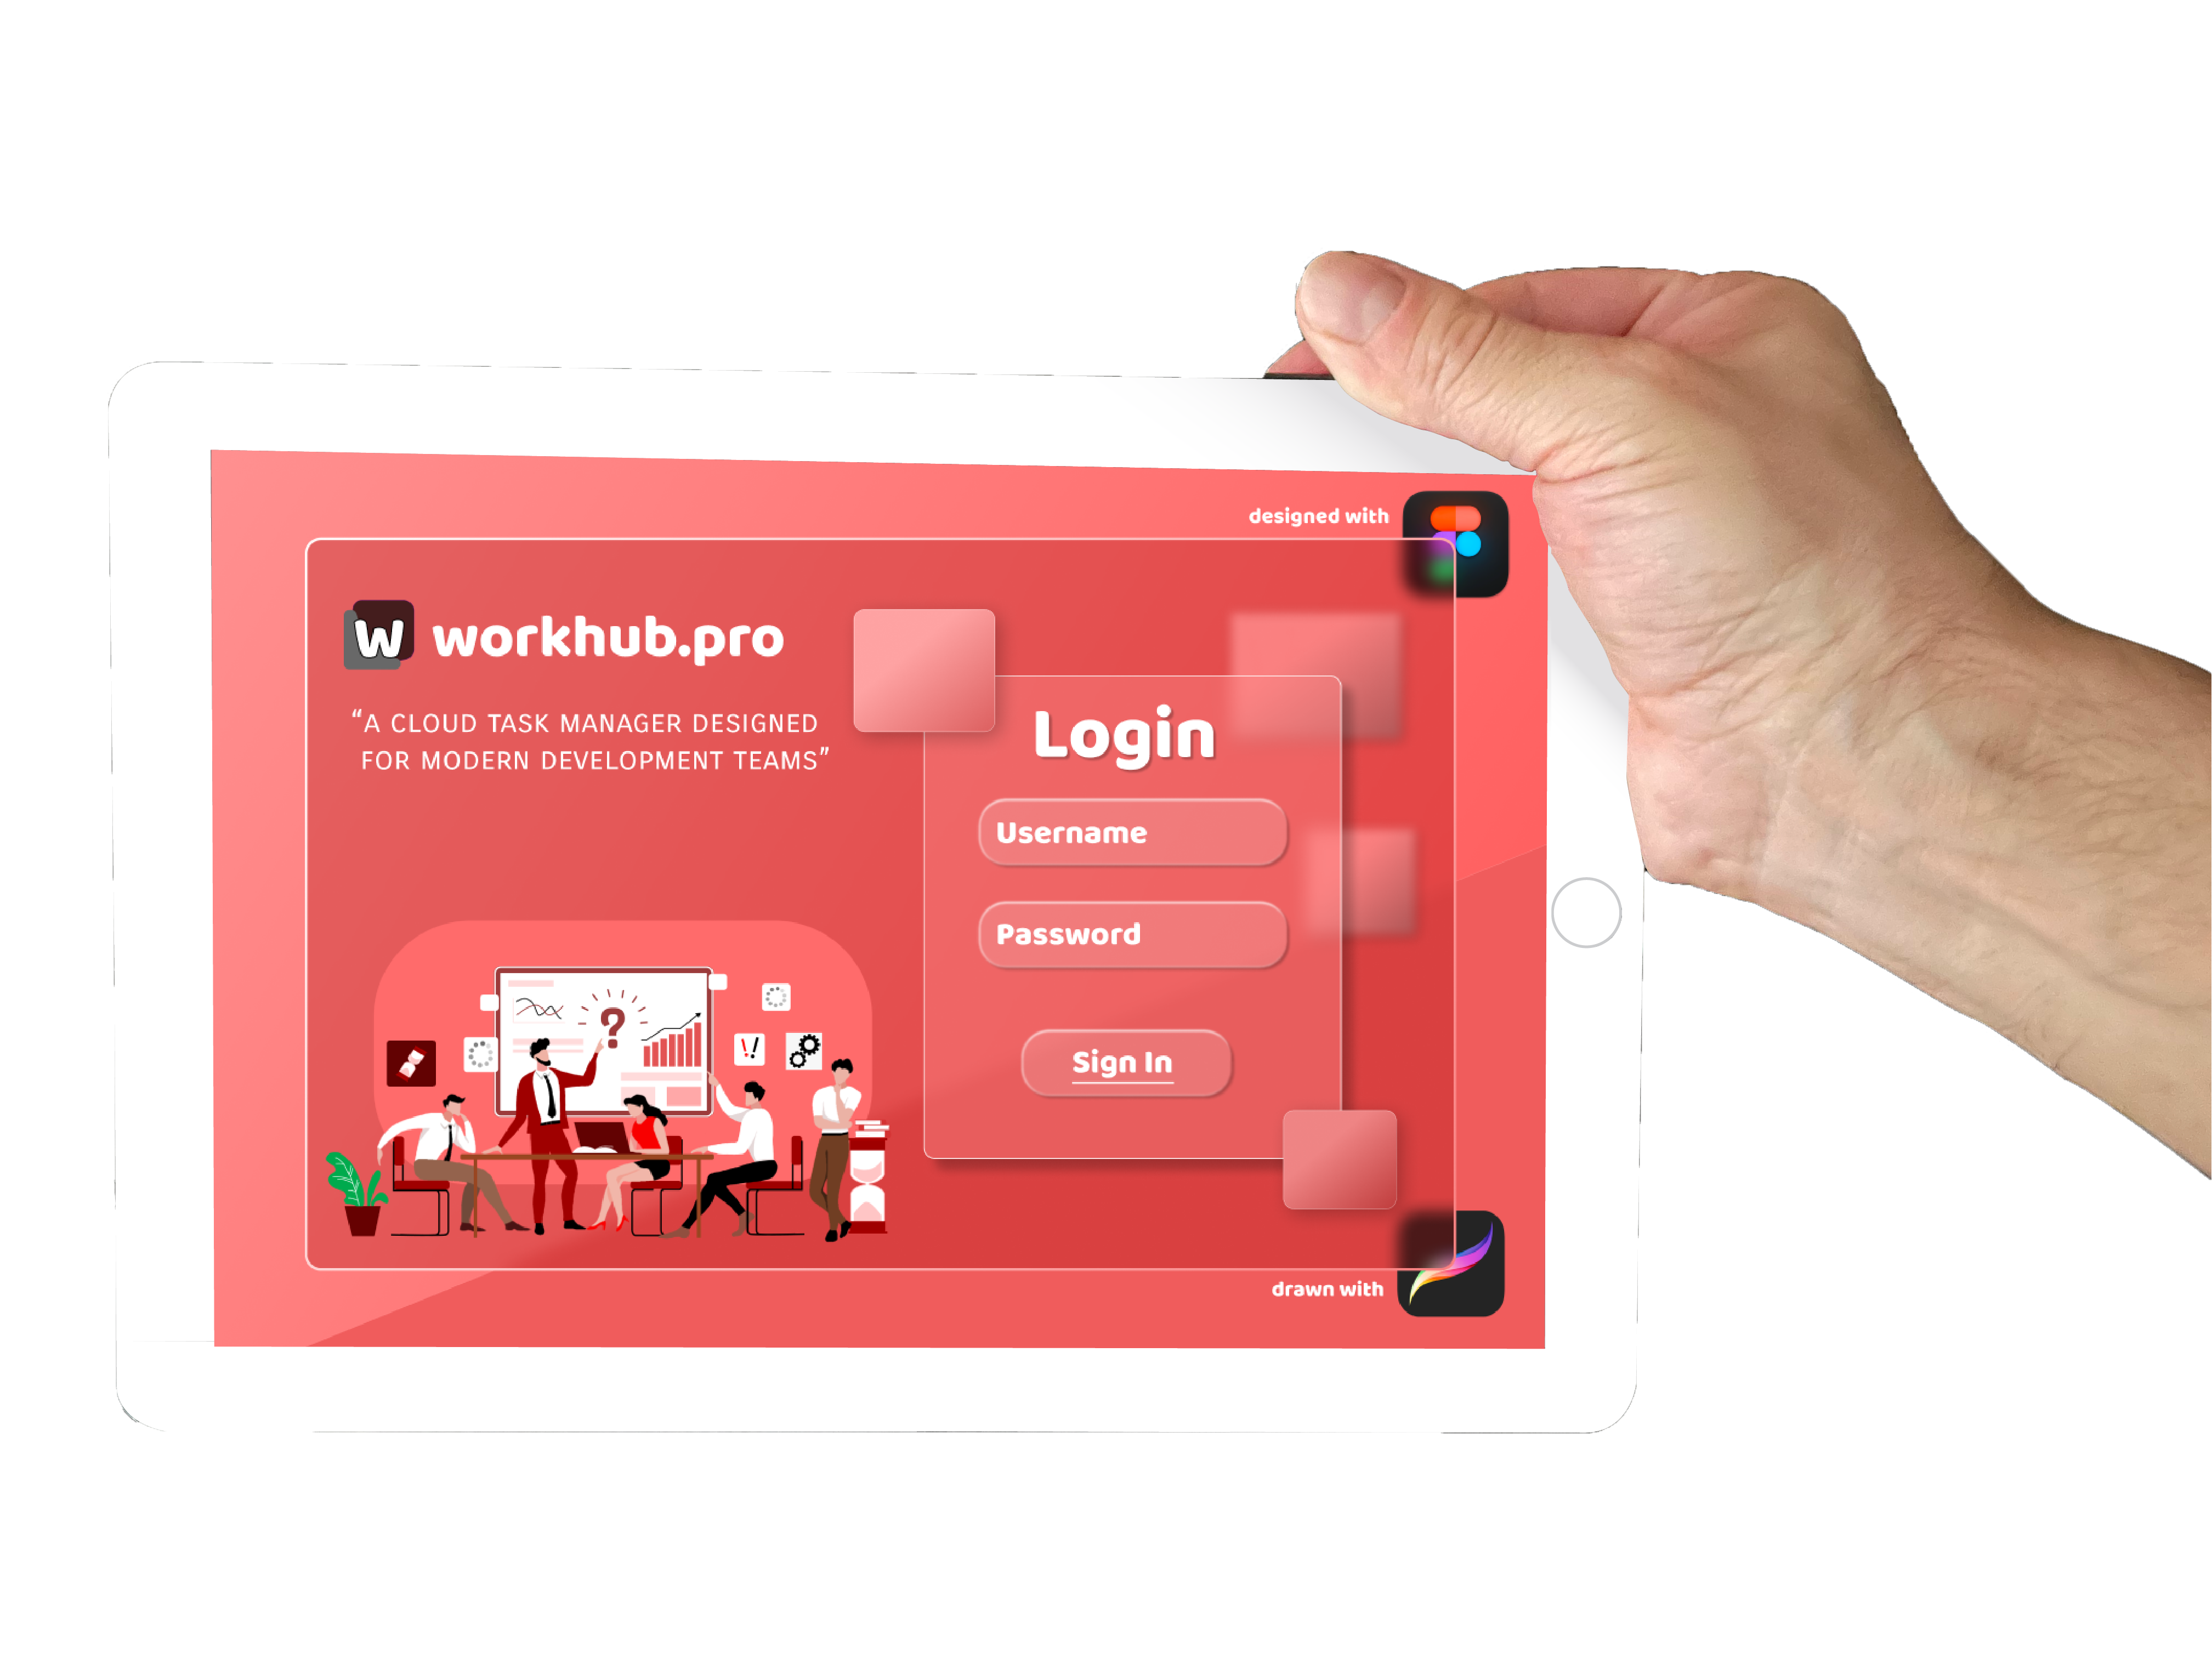 designed with
W workhub.pro
“A CLOUD TASK MANAGER DESIGNED
FOR MODERN DEVELOPMENT TEAMS”
Login
Username
Password
?
!!
Sign In
drawn with